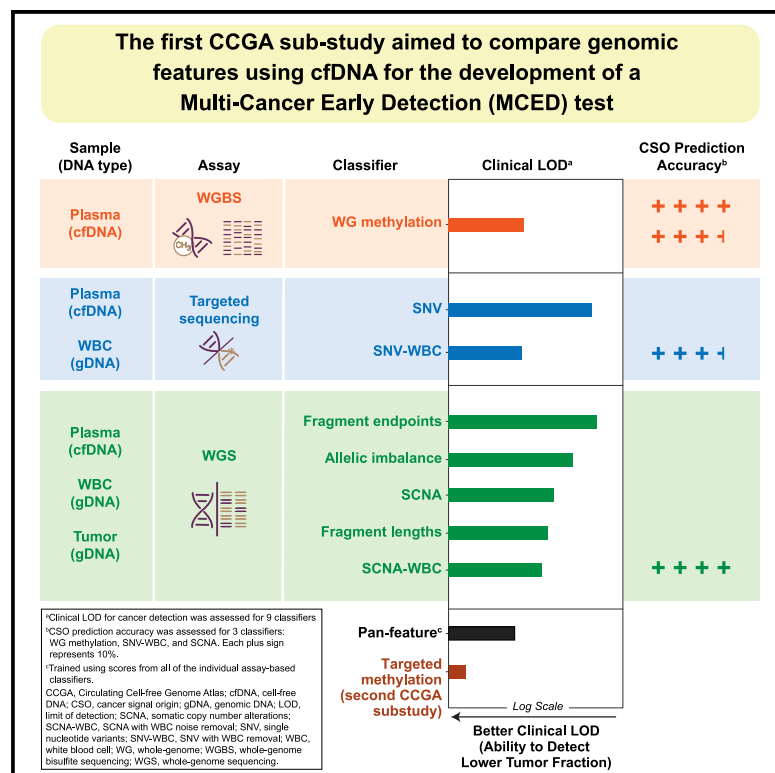 The first CCGA sub-study aimed to compare genomic
features using cfDNA for the development of a
Multi-Cancer Early Detection (MCED) test
Sample
(DNA type)
Assay
Classifier
Clinical LODᵃ
CSO Prediction
Accuracyᵇ
Plasma
(cfDNA)
WGBS
CH₃
WG methylation
+ + + +
+ + + +
Plasma
(cfDNA)
WBC
(gDNA)
Targeted
sequencing
SNV
SNV-WBC
+ + + +
Plasma
(cfDNA)
WBC
(gDNA)
Tumor
(gDNA)
WGS
Fragment endpoints
Allelic imbalance
SCNA
Fragment lengths
SCNA-WBC
+ + + +
Pan-featureᶜ
Targeted
methylation
(second CCGA
substudy)
Log Scale
Better Clinical LOD
(Ability to Detect
Lower Tumor Fraction)
ᵃClinical LOD for cancer detection was assessed for 9 classifiers
ᵇCSO prediction accuracy was assessed for 3 classifiers:
WG methylation, SNV-WBC, and SCNA. Each plus sign
represents 10%.
ᶜTrained using scores from all of the individual assay-based
classifiers.
CCGA, Circulating Cell-free Genome Atlas; cfDNA, cell-free
DNA; CSO, cancer signal origin; gDNA, genomic DNA; LOD,
limit of detection; SCNA, somatic copy number alterations;
SCNA-WBC, SCNA with WBC noise removal; SNV, single
nucleotide variants; SNV-WBC, SNV with WBC removal; WBC,
white blood cell; WG, whole-genome; WGBS, whole-genome
bisulfite sequencing; WGS, whole-genome sequencing.